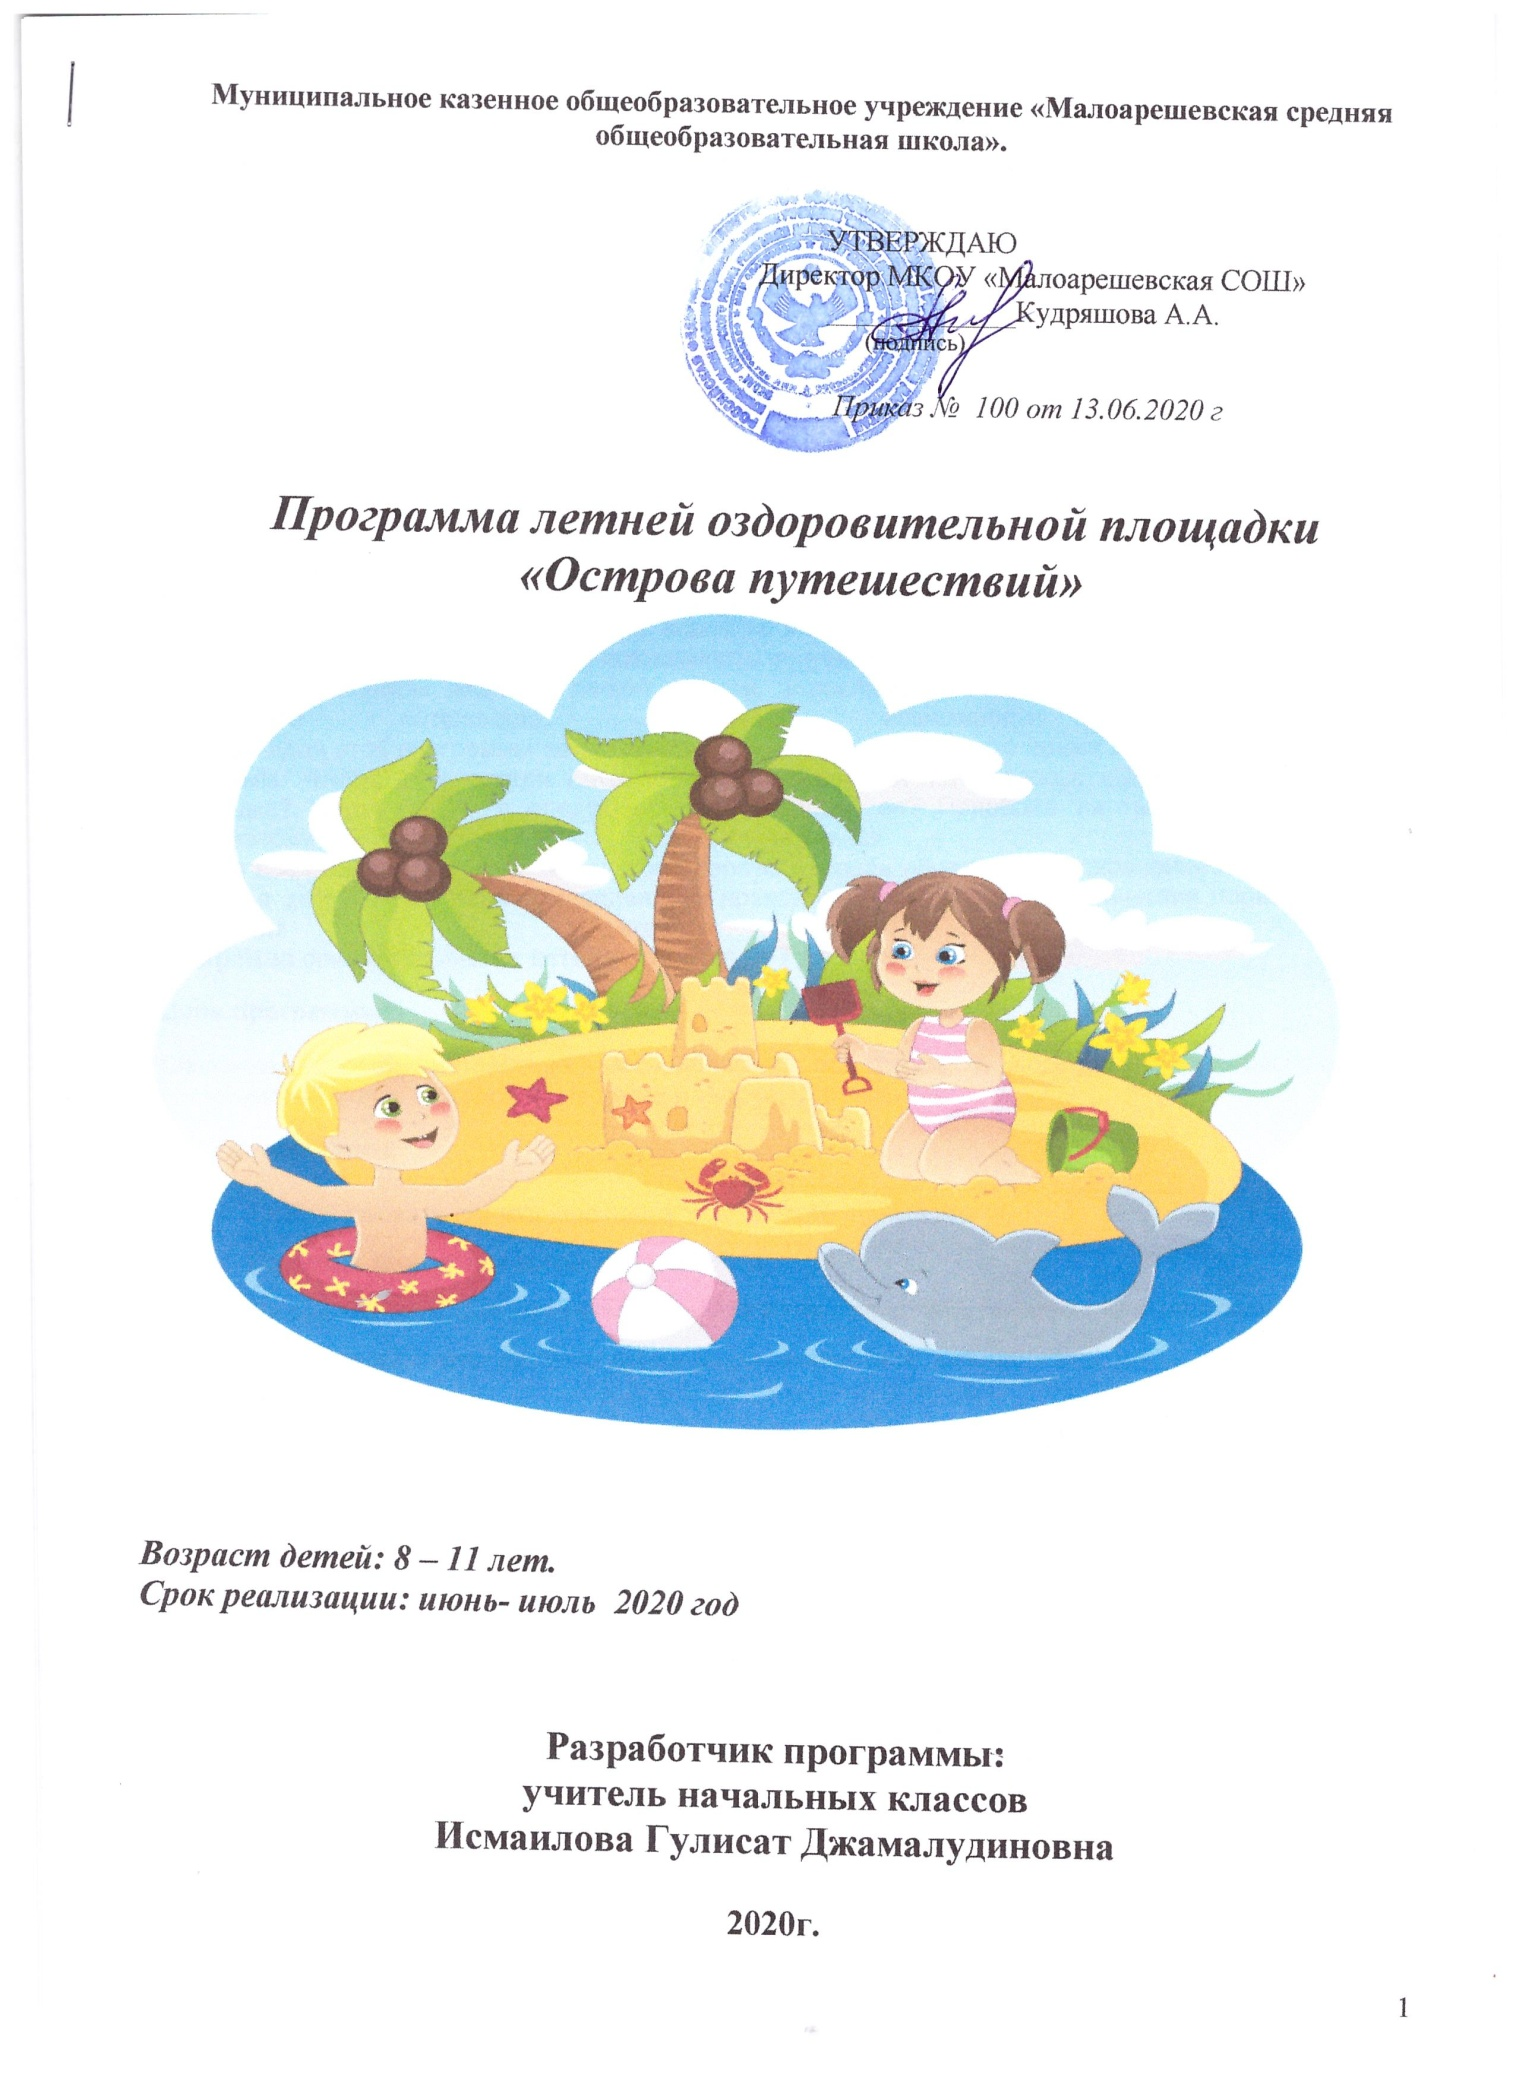 Муниципальное казенное общеобразовательное учреждение «Малоарешевская средняя
общеобразовательная школа».
УТВЕРЖДАЮ
Директор МКОУ «Малоарешевская СОШ»
Кудряшова А.А.
(подпись)
Приказ № 100 от 13.06.2020 г
Программа летней оздоровительной площадки
«Острова путешествий»
Возраст детей: 8 – 11 лет.
Срок реализации: июнь- июль 2020 год
Разработчик программы:
учитель начальных классов
Исмаилова Гулисат Джамалудиновна
2020г.
1